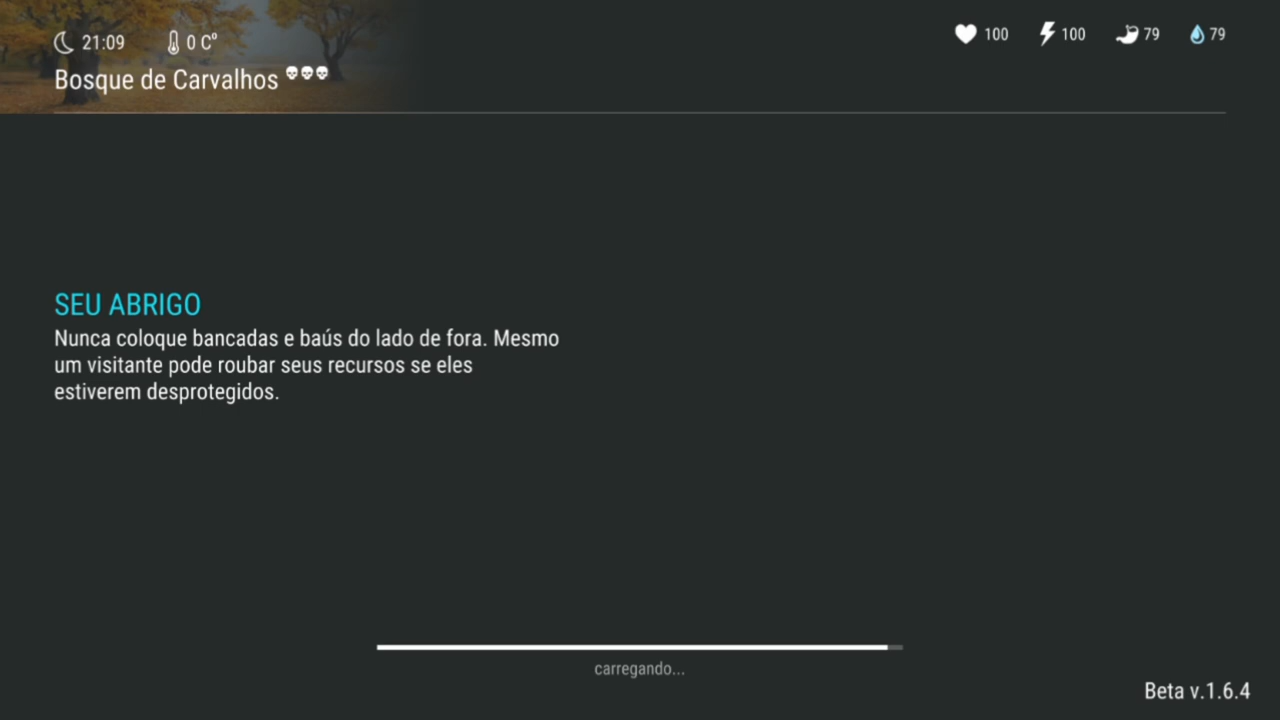 21:09 0 Cº
Bosque de Carvalhos
100 100 79 79
SEU ABRIGO
Nunca coloque bancadas e baús do lado de fora. Mesmo
um visitante pode roubar seus recursos se eles
estiverem desprotegidos.
carregando...
Beta v.1.6.4